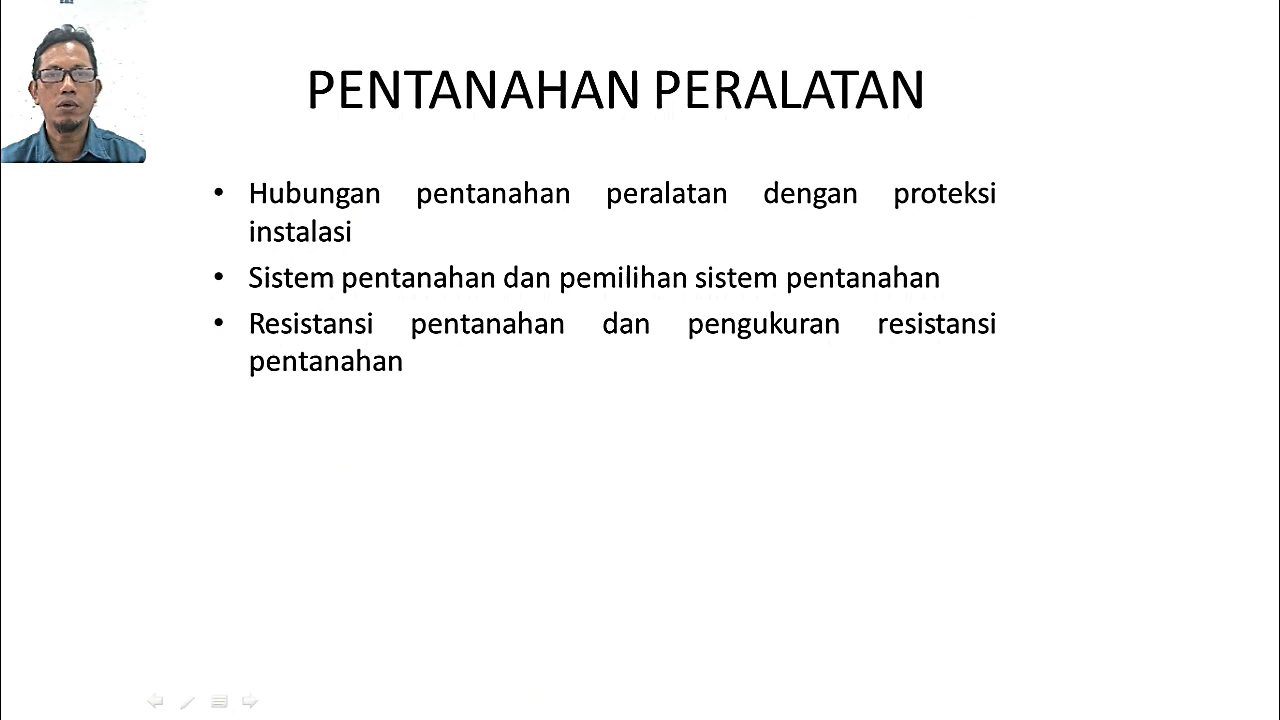 PENTANAHAN PERALATAN
• Hubungan pentanahan peralatan dengan proteksi
instalasi
• Sistem pentanahan dan pemilihan sistem pentanahan
• Resistansi pentanahan dan pengukuran resistansi
pentanahan